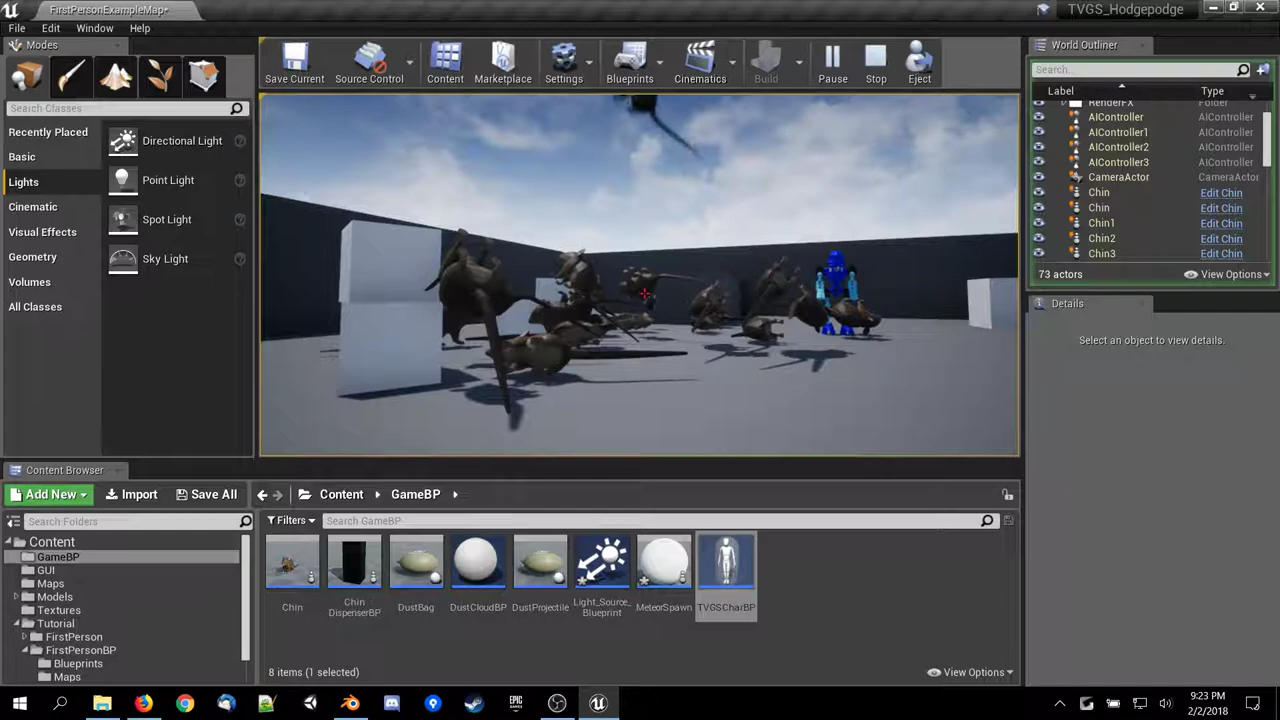 FirstPersonExampleMap*
TVGS_Hodgepodge
File Edit Window Help
Modes
Search Classes
Recently Placed
Basic
Lights
Cinematic
Visual Effects
Geometry
Volumes
All Classes
Directional Light
Point Light
Spot Light
Sky Light
Save Current
Source Control
Content
Marketplace
Settings
Blueprints
Cinematics
Build
Pause
Stop
Eject
World Outliner
Search...
Label Type
RenderFX Folder
AIController AIController
AIController1 AIController
AIController2 AIController
AIController3 AIController
CameraActor CameraActor
Chin Edit Chin
Chin Edit Chin
Chin1 Edit Chin
Chin2 Edit Chin
Chin3 Edit Chin
73 actors View Options
Details
Select an object to view details.
Content Browser
Add New Import Save All Content GameBP
Search Folders
Content
GameBP
GUI
Maps
Models
Textures
Tutorial
FirstPerson
FirstPersonBP
Blueprints
Maps
Filters Search GameBP
Chin
Chin
DispenserBP
DustBag
DustCloudBP
DustProjectile
Light_Source_
Blueprint
MeteorSpawn
TVGSCharBP
8 items (1 selected) View Options
EPIC
GAMES
9:23 PM
2/2/2018